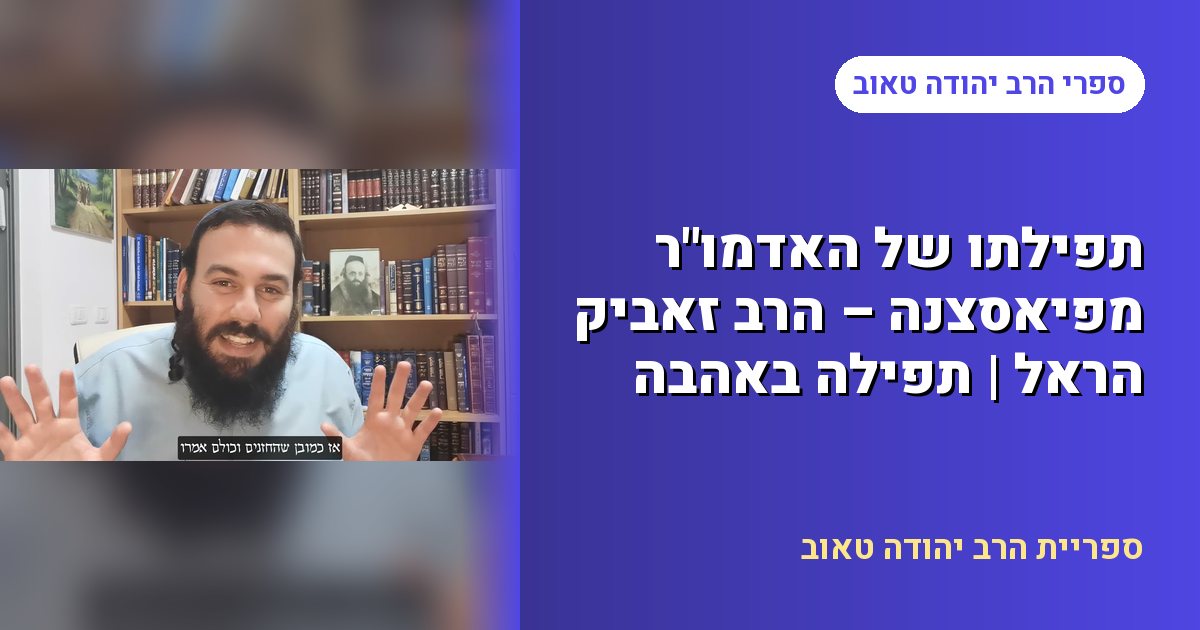 ספרי הרב יהודה טאוב
תפילתו של האדמו"ר
מפיאסצנה – הרב זאביק
הראל | תפילה באהבה
אז כמובן שהחזנים וכולם אמרו
ספריית הרב יהודה טאוב